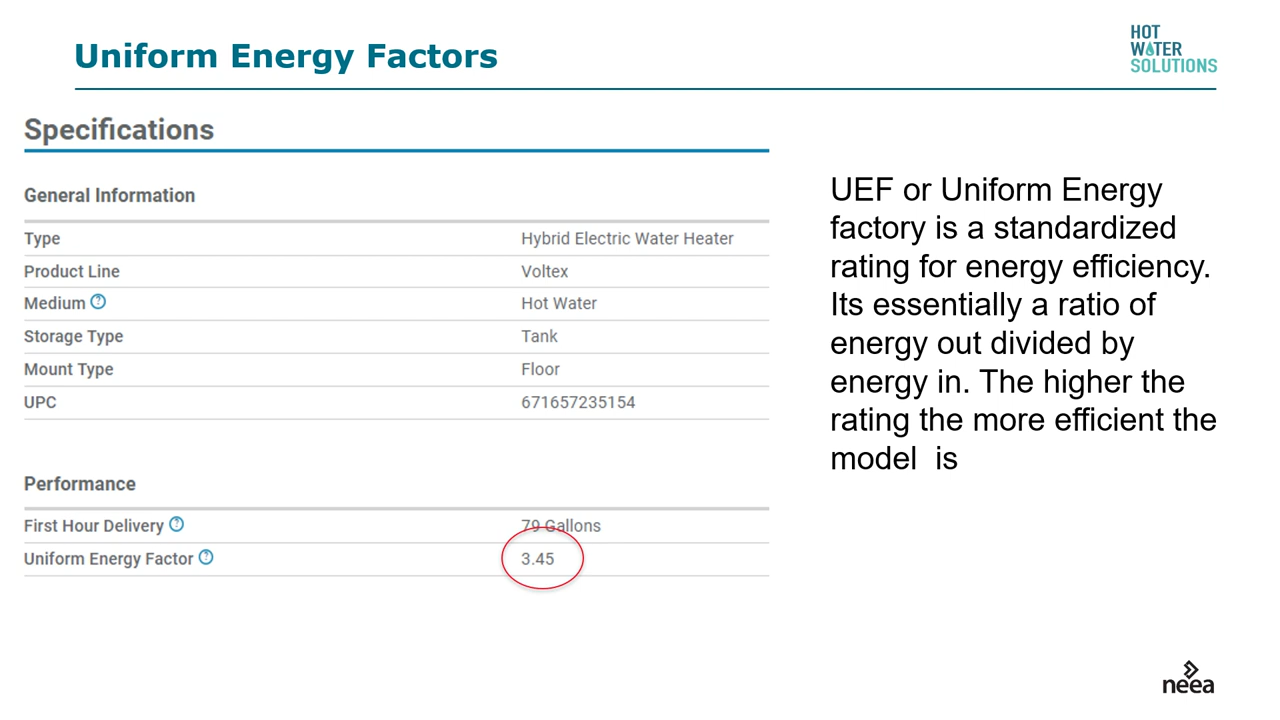 Uniform Energy Factors
HOT
WATER
SOLUTIONS
Specifications
General Information
Type Hybrid Electric Water Heater
Product Line Voltex
Medium ? Hot Water
Storage Type Tank
Mount Type Floor
UPC 671657235154
Performance
First Hour Delivery ? 79 Gallons
Uniform Energy Factor ? 3.45
UEF or Uniform Energy
factory is a standardized
rating for energy efficiency.
Its essentially a ratio of
energy out divided by
energy in. The higher the
rating the more efficient the
model  is
neea